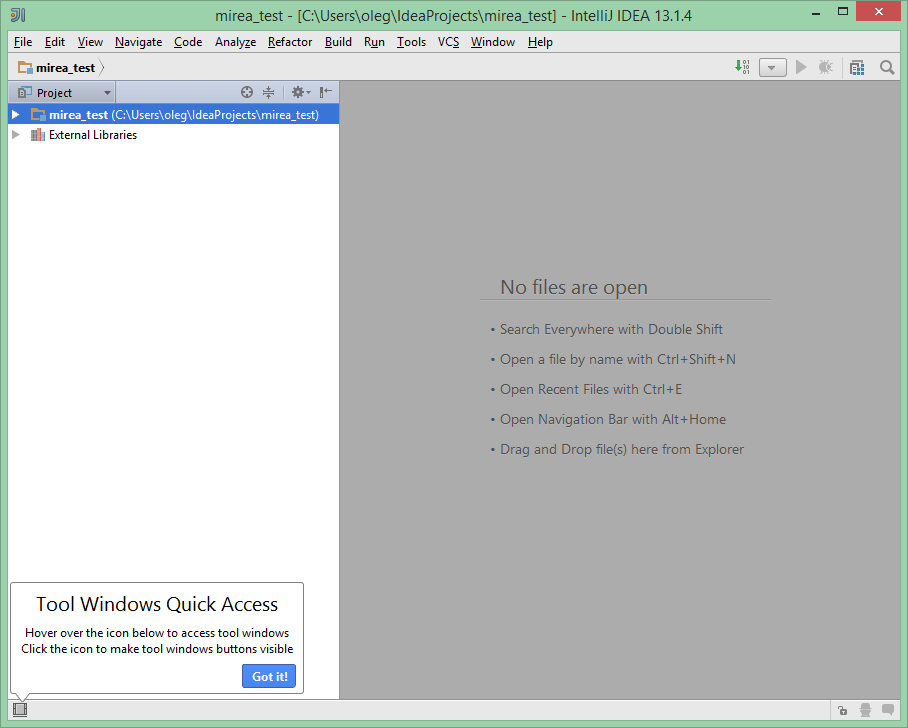 mirea_test - [C:\Users\oleg\IdeaProjects\mirea_test] - IntelliJ IDEA 13.1.4
File Edit View Navigate Code Analyze Refactor Build Run Tools VCS Window Help
mirea_test
Project
mirea_test (C:\Users\oleg\IdeaProjects\mirea_test)
External Libraries
No files are open
• Search Everywhere with Double Shift
• Open a file by name with Ctrl+Shift+N
• Open Recent Files with Ctrl+E
• Open Navigation Bar with Alt+Home
• Drag and Drop file(s) here from Explorer
Tool Windows Quick Access
Hover over the icon below to access tool windows
Click the icon to make tool windows buttons visible
Got it!